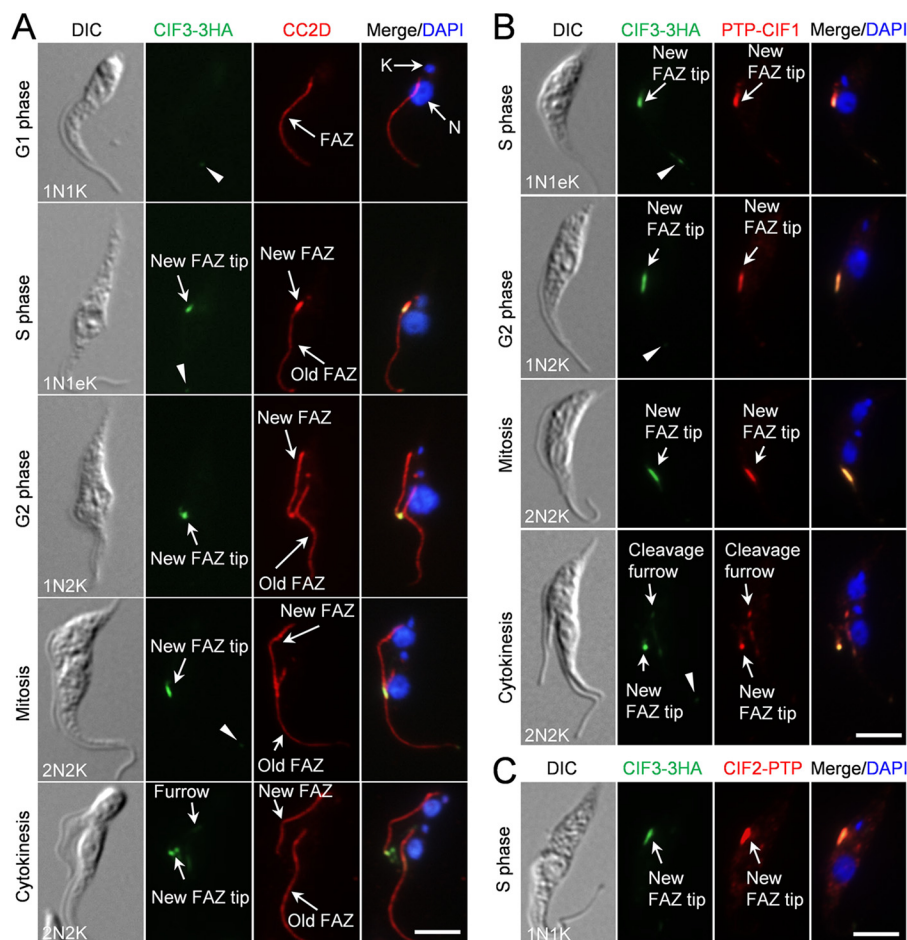 A
DIC CIF3-3HA CC2D Merge/DAPI
G1 phase
1N1K
FAZ
K
N
S phase
1N1eK
New FAZ tip
New FAZ
Old FAZ
G2 phase
1N2K
New FAZ tip
New FAZ
Old FAZ
Mitosis
2N2K
New FAZ tip
New FAZ
Old FAZ
Cytokinesis
2N2K
Furrow
New FAZ tip
New FAZ
Old FAZ
B
DIC CIF3-3HA PTP-CIF1 Merge/DAPI
S phase
1N1eK
New
FAZ tip
New
FAZ tip
G2 phase
1N2K
New
FAZ tip
New
FAZ tip
Mitosis
2N2K
New
FAZ tip
New
FAZ tip
Cytokinesis
2N2K
Cleavage
furrow
New
FAZ tip
Cleavage
furrow
New
FAZ tip
C
DIC CIF3-3HA CIF2-PTP Merge/DAPI
S phase
1N1K
New
FAZ tip
New
FAZ tip